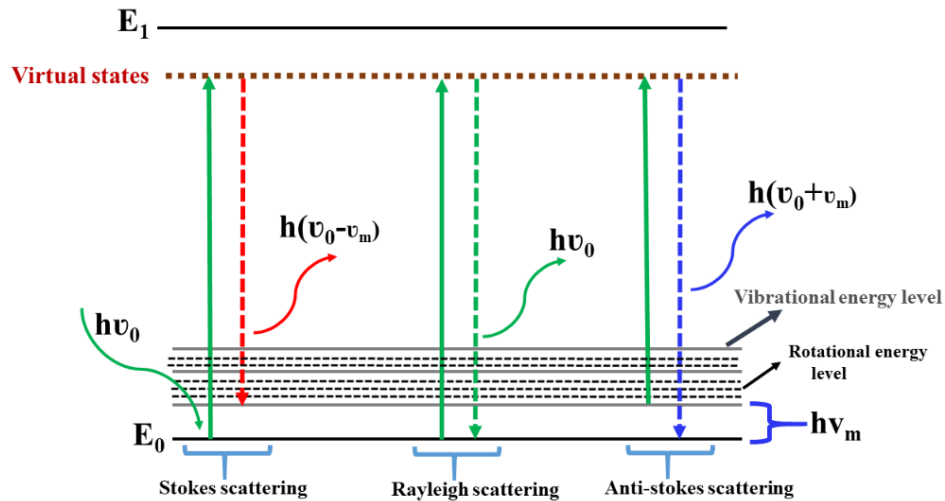 E₁
Virtual states
h(υ₀+υₘ)
h(υ₀-υₘ)
hυ₀
Vibrational energy level
hυ₀
Rotational energy
level
E₀
hvₘ
Stokes scattering
Rayleigh scattering
Anti-stokes scattering